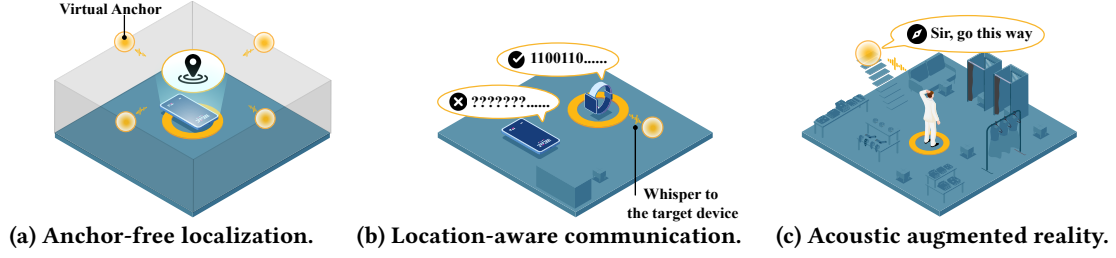 Virtual Anchor
1100110......
???????......
Whisper to
the target device
Sir, go this way
(a) Anchor-free localization.
(b) Location-aware communication.
(c) Acoustic augmented reality.